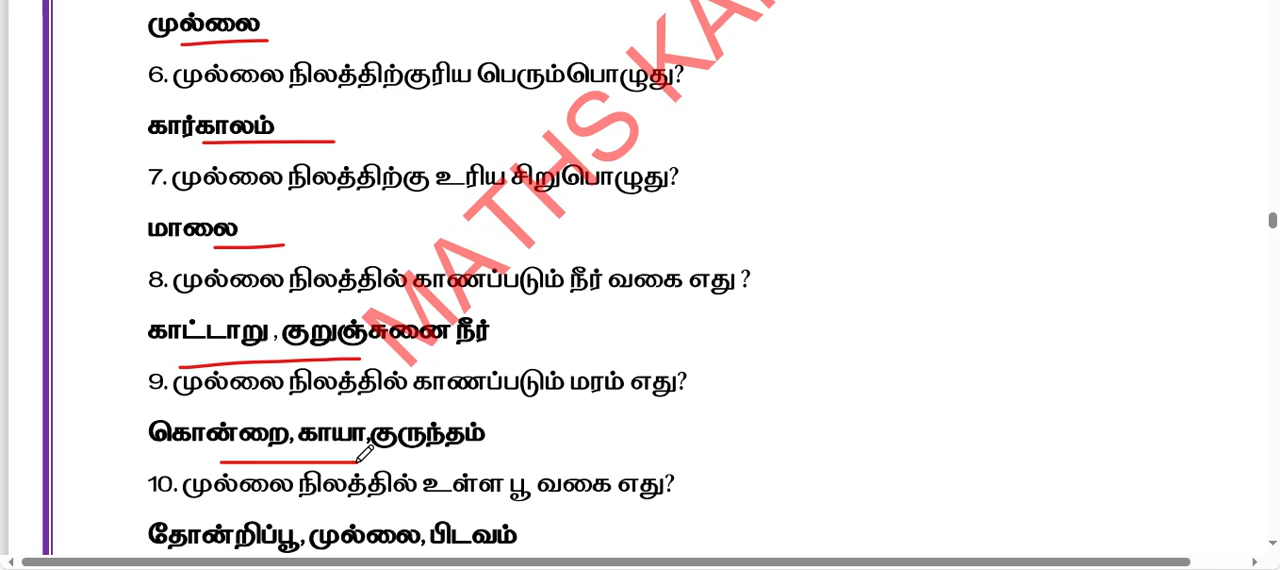 முல்லை
6. முல்லை நிலத்திற்குரிய பெரும்பொழுது?
கார்காலம்
7. முல்லை நிலத்திற்கு உரிய சிறுபொழுது?
மாலை
8. முல்லை நிலத்தில் காணப்படும் நீர் வகை எது ?
காட்டாறு , குறுஞ்சுனை நீர்
9. முல்லை நிலத்தில் காணப்படும் மரம் எது?
கொன்றை, காயா,குருந்தம்
10. முல்லை நிலத்தில் உள்ள பூ வகை எது?
தோன்றிப்பூ, முல்லை, பிடவம்
MATHS